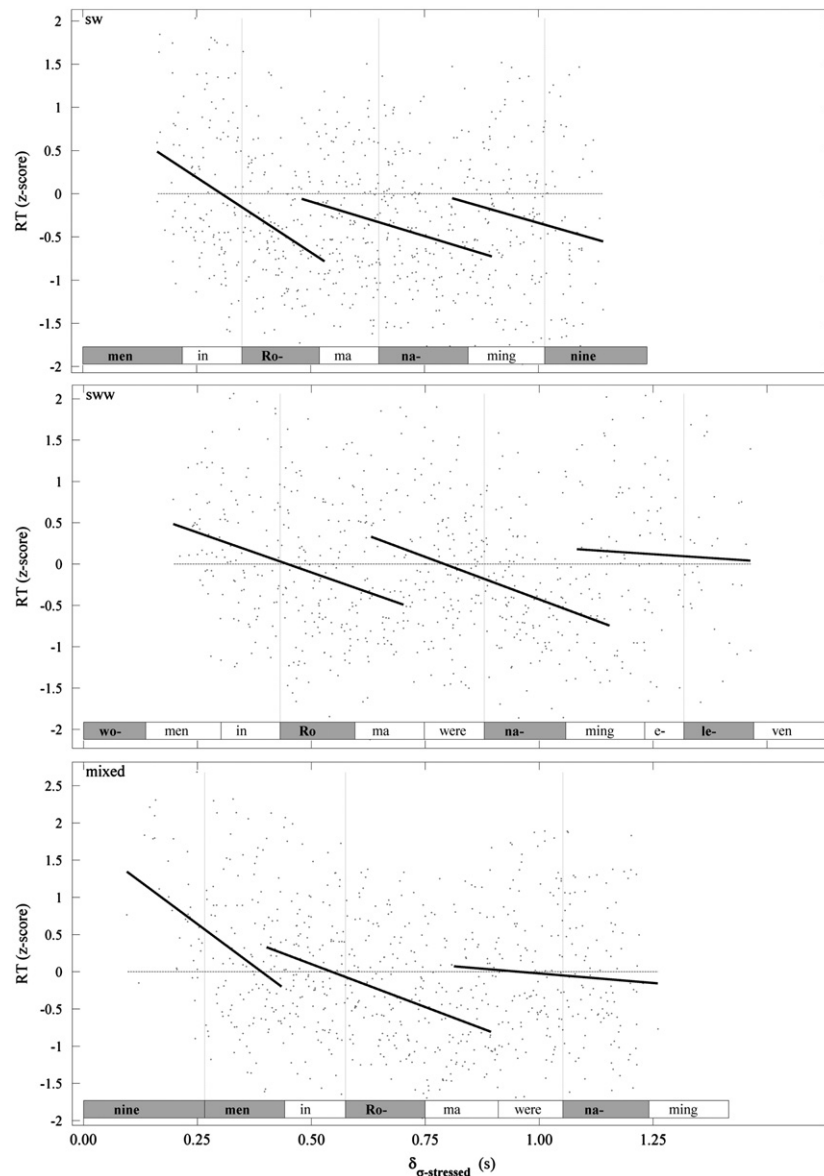 sw
2
1.5
1
0.5
0
-0.5
-1
-1.5
-2
RT (z-score)
men in Ro- ma na- ming nine
sww
2
1.5
1
0.5
0
-0.5
-1
-1.5
-2
RT (z-score)
wo- men in Ro ma were na- ming e- le- ven
mixed
2.5
2
1.5
1
0.5
0
-0.5
-1
-1.5
-2
RT (z-score)
nine men in Ro- ma were na- ming
0.00 0.25 0.50 0.75 1.00 1.25
δσ-stressed (s)